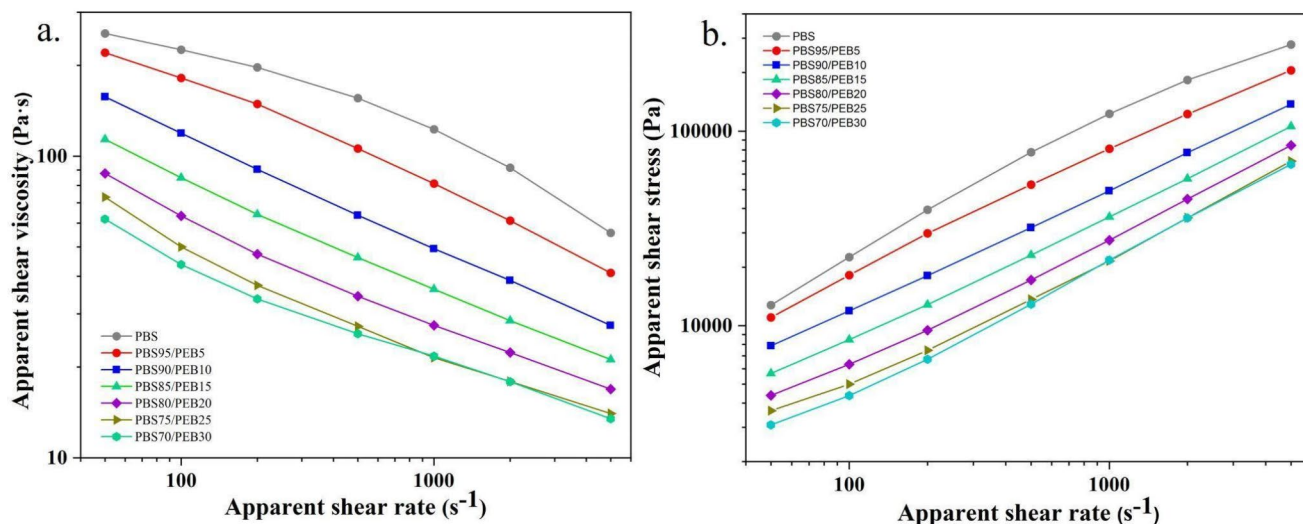 a.
Apparent shear viscosity (Pa·s)
100
10
PBS
PBS95/PEB5
PBS90/PEB10
PBS85/PEB15
PBS80/PEB20
PBS75/PEB25
PBS70/PEB30
100
1000
Apparent shear rate (s-1)
b.
Apparent shear stress (Pa)
100000
10000
PBS
PBS95/PEB5
PBS90/PEB10
PBS85/PEB15
PBS80/PEB20
PBS75/PEB25
PBS70/PEB30
100
1000
Apparent shear rate (s-1)